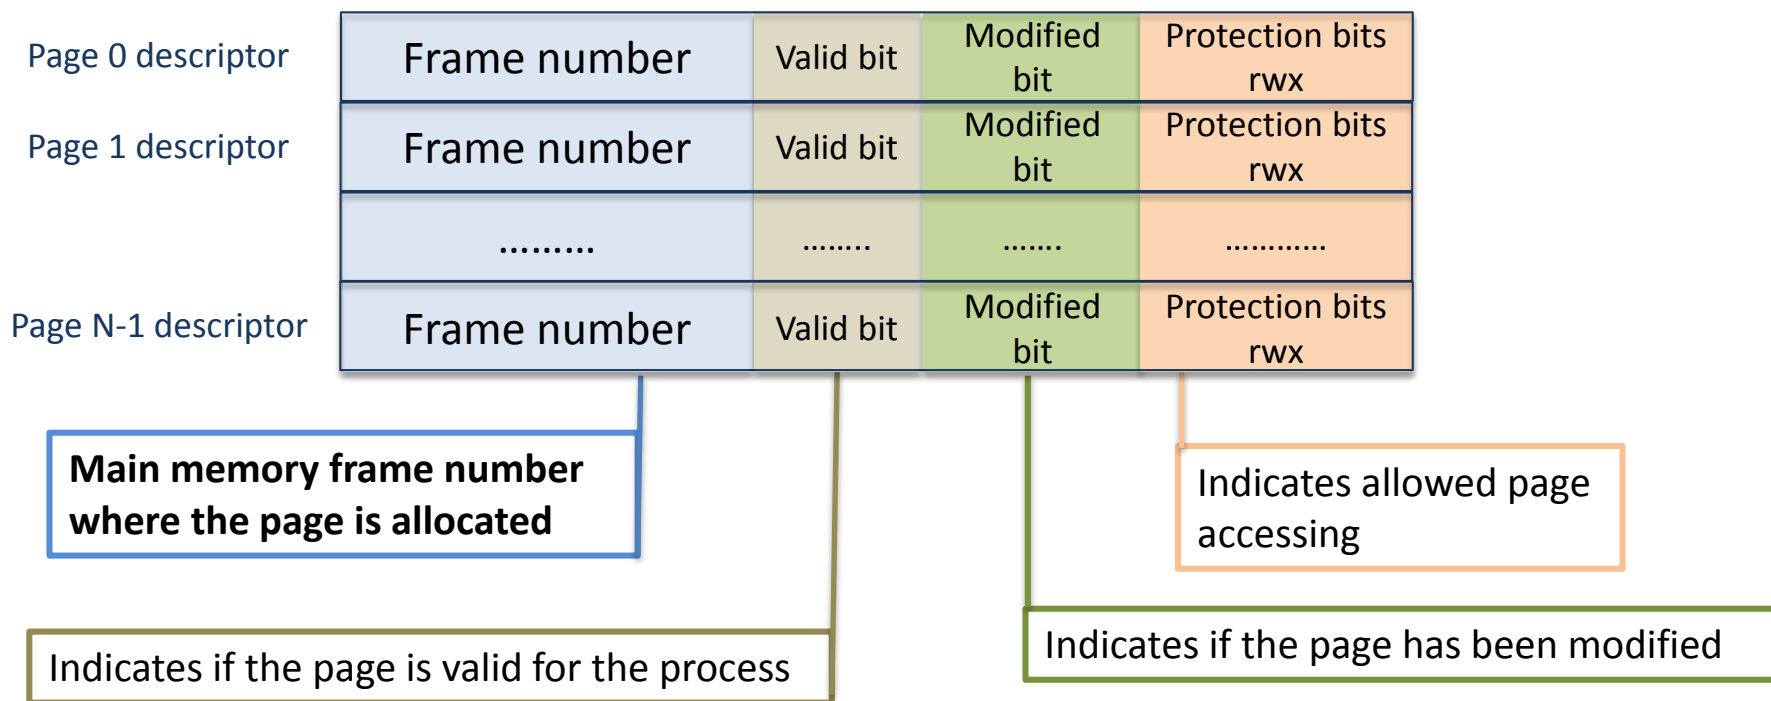 Page 0 descriptor
Frame number
Valid bit
Modified
bit
Protection bits
rwx
Page 1 descriptor
Frame number
Valid bit
Modified
bit
Protection bits
rwx
.........
........
.......
............
Page N-1 descriptor
Frame number
Valid bit
Modified
bit
Protection bits
rwx
Main memory frame number
where the page is allocated
Indicates allowed page
accessing
Indicates if the page is valid for the process
Indicates if the page has been modified